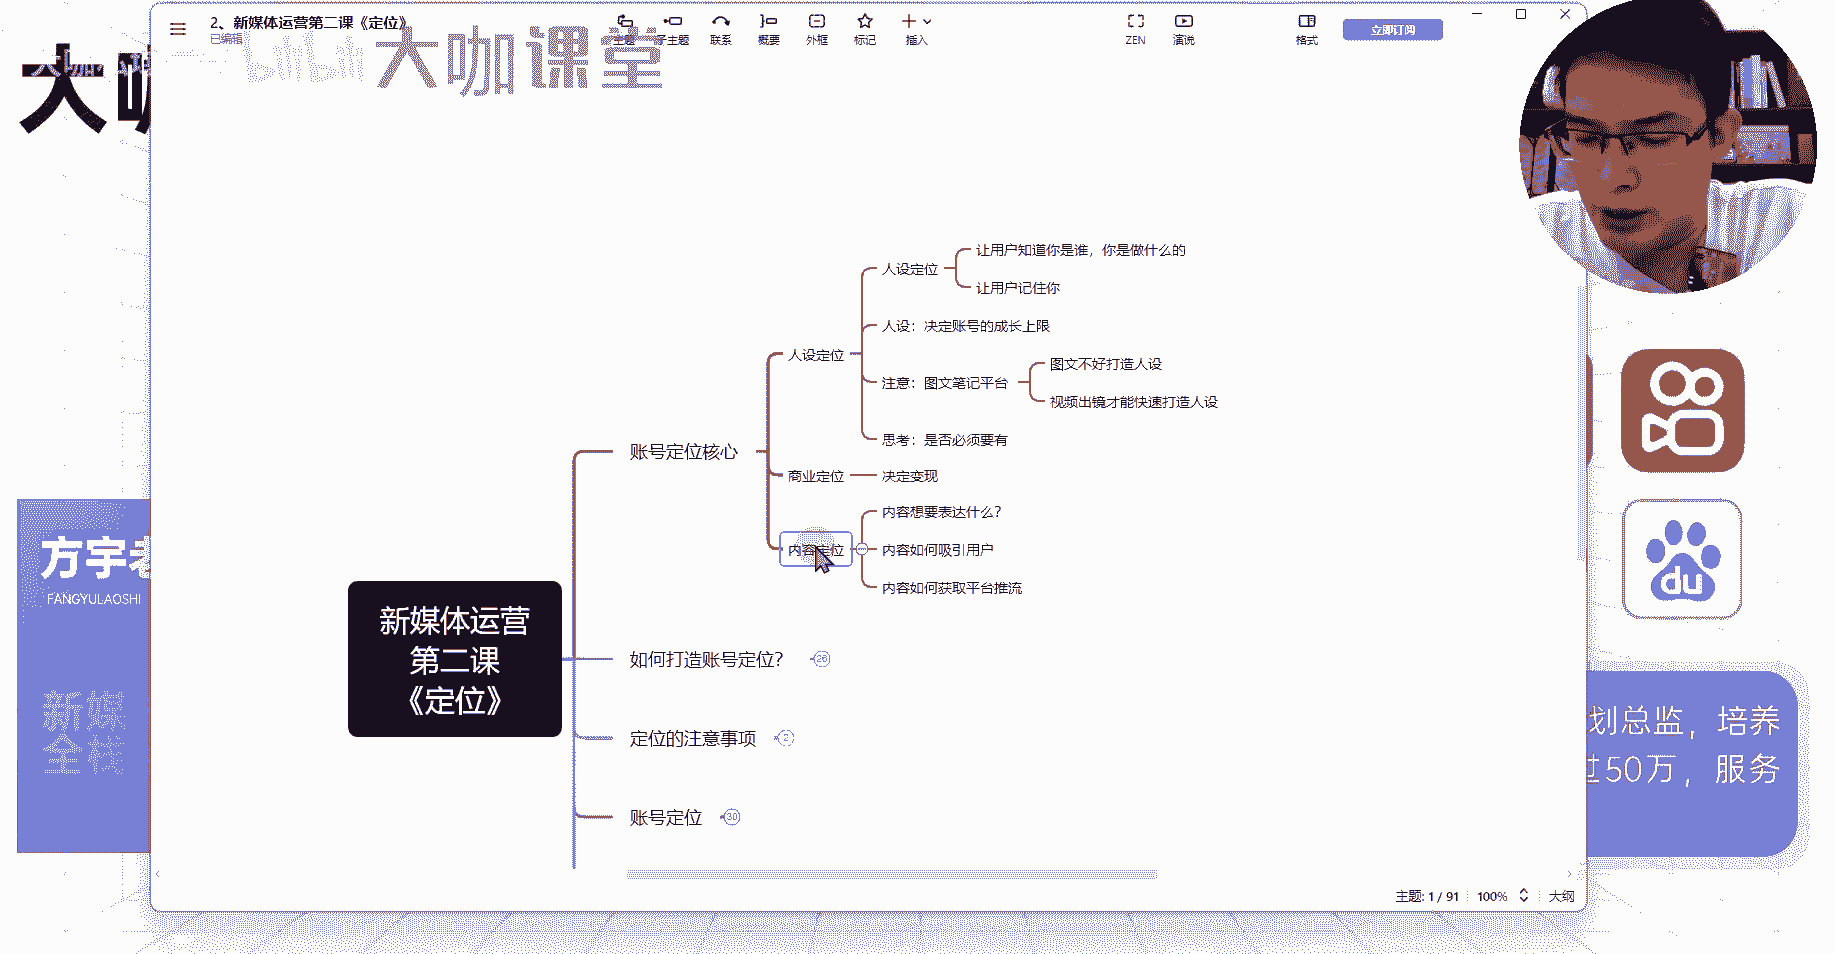 2、新媒体运营第二课《定位》
已编辑
主题
子主题
联系
概要
外框
标记
插入
ZEN
演说
格式
立即订阅
bilibili 大咖课堂
大咖
人设定位
让用户知道你是谁，你是做什么的
让用户记住你
人设：决定账号的成长上限
人设定位
注意：图文笔记平台
图文不好打造人设
视频出镜才能快速打造人设
思考：是否必须要有
账号定位核心
商业定位
决定变现
内容定位
内容想要表达什么？
内容如何吸引用户
内容如何获取平台推流
新媒体运营
第二课
《定位》
如何打造账号定位？
26
定位的注意事项
2
账号定位
30
方宇老
FANGYULAOSHI
新媒
全栈
du
划总监，培养
过50万，服务
主题: 1 / 91
100%
大纲